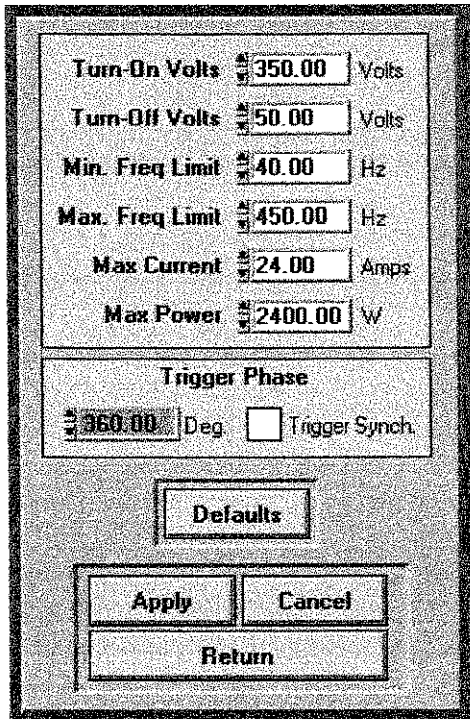 Turn-On Volts 350.00 Volts
Turn-Off Volts 50.00 Volts
Min. Freq Limit 40.00 Hz
Max. Freq Limit 450.00 Hz
Max Current 24.00 Amps
Max Power 2400.00 W
Trigger Phase
360.00 Deg. Trigger Synch.
Defaults
Apply Cancel
Return